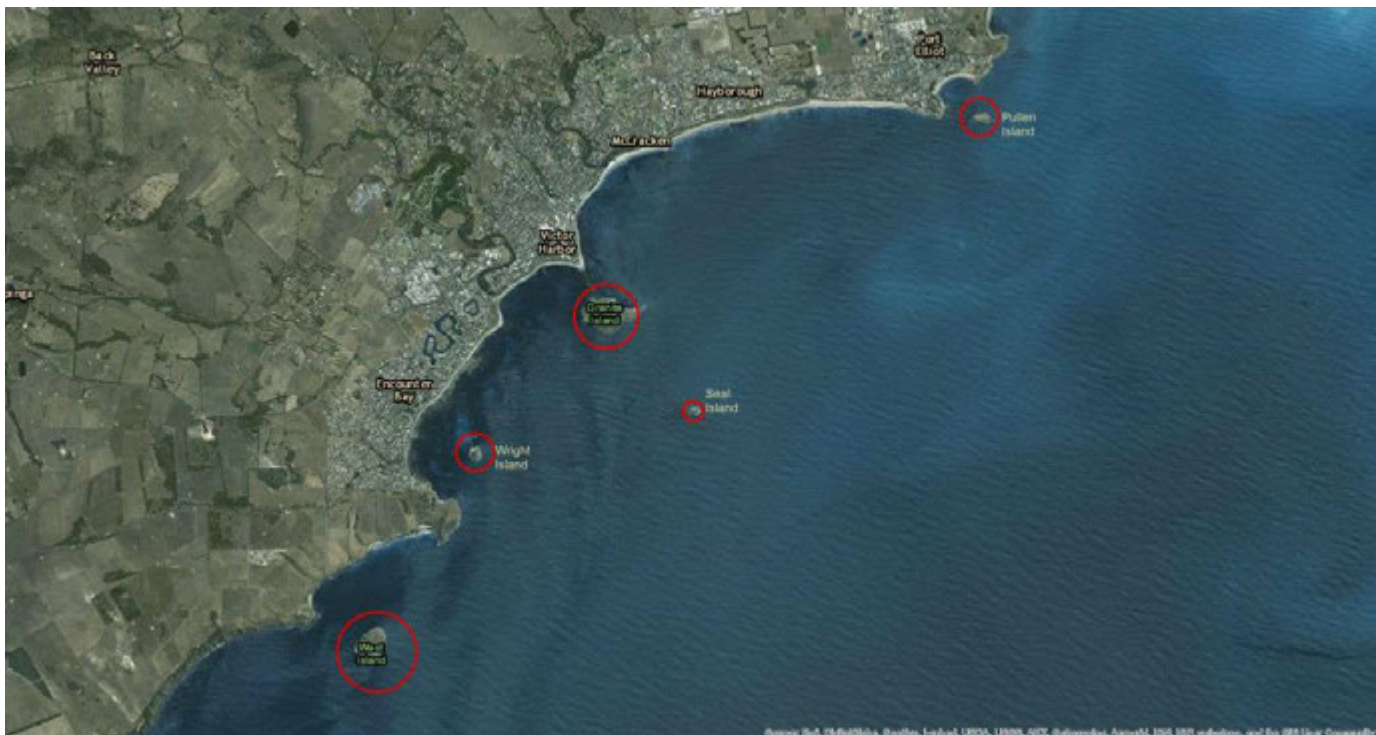 Back
Valley
Port
Elliot
Hayborough
Pullen
Island
McCracken
Victor
Harbor
Granite
Island
Encounter
Bay
Seal
Island
Wright
Island
West
Island